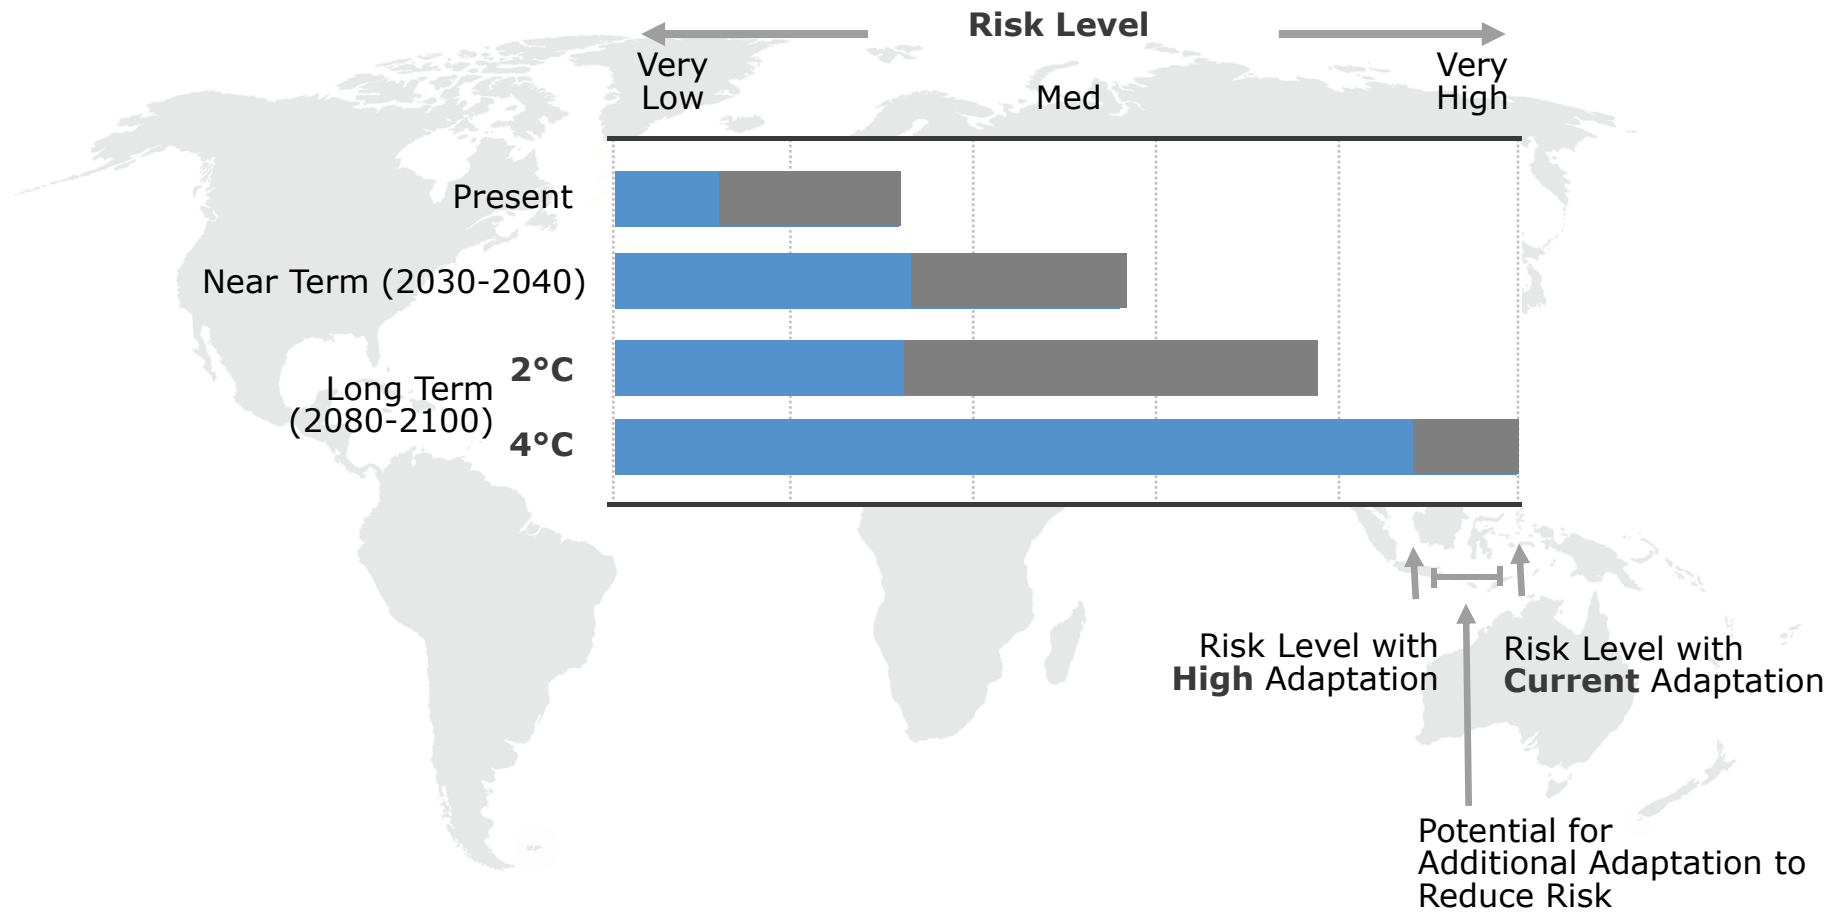 Risk Level
Very
Low
Med
Very
High
Present
Near Term (2030-2040)
Long Term
(2080-2100)
2°C
4°C
Risk Level with
High Adaptation
Risk Level with
Current Adaptation
Potential for
Additional Adaptation to
Reduce Risk